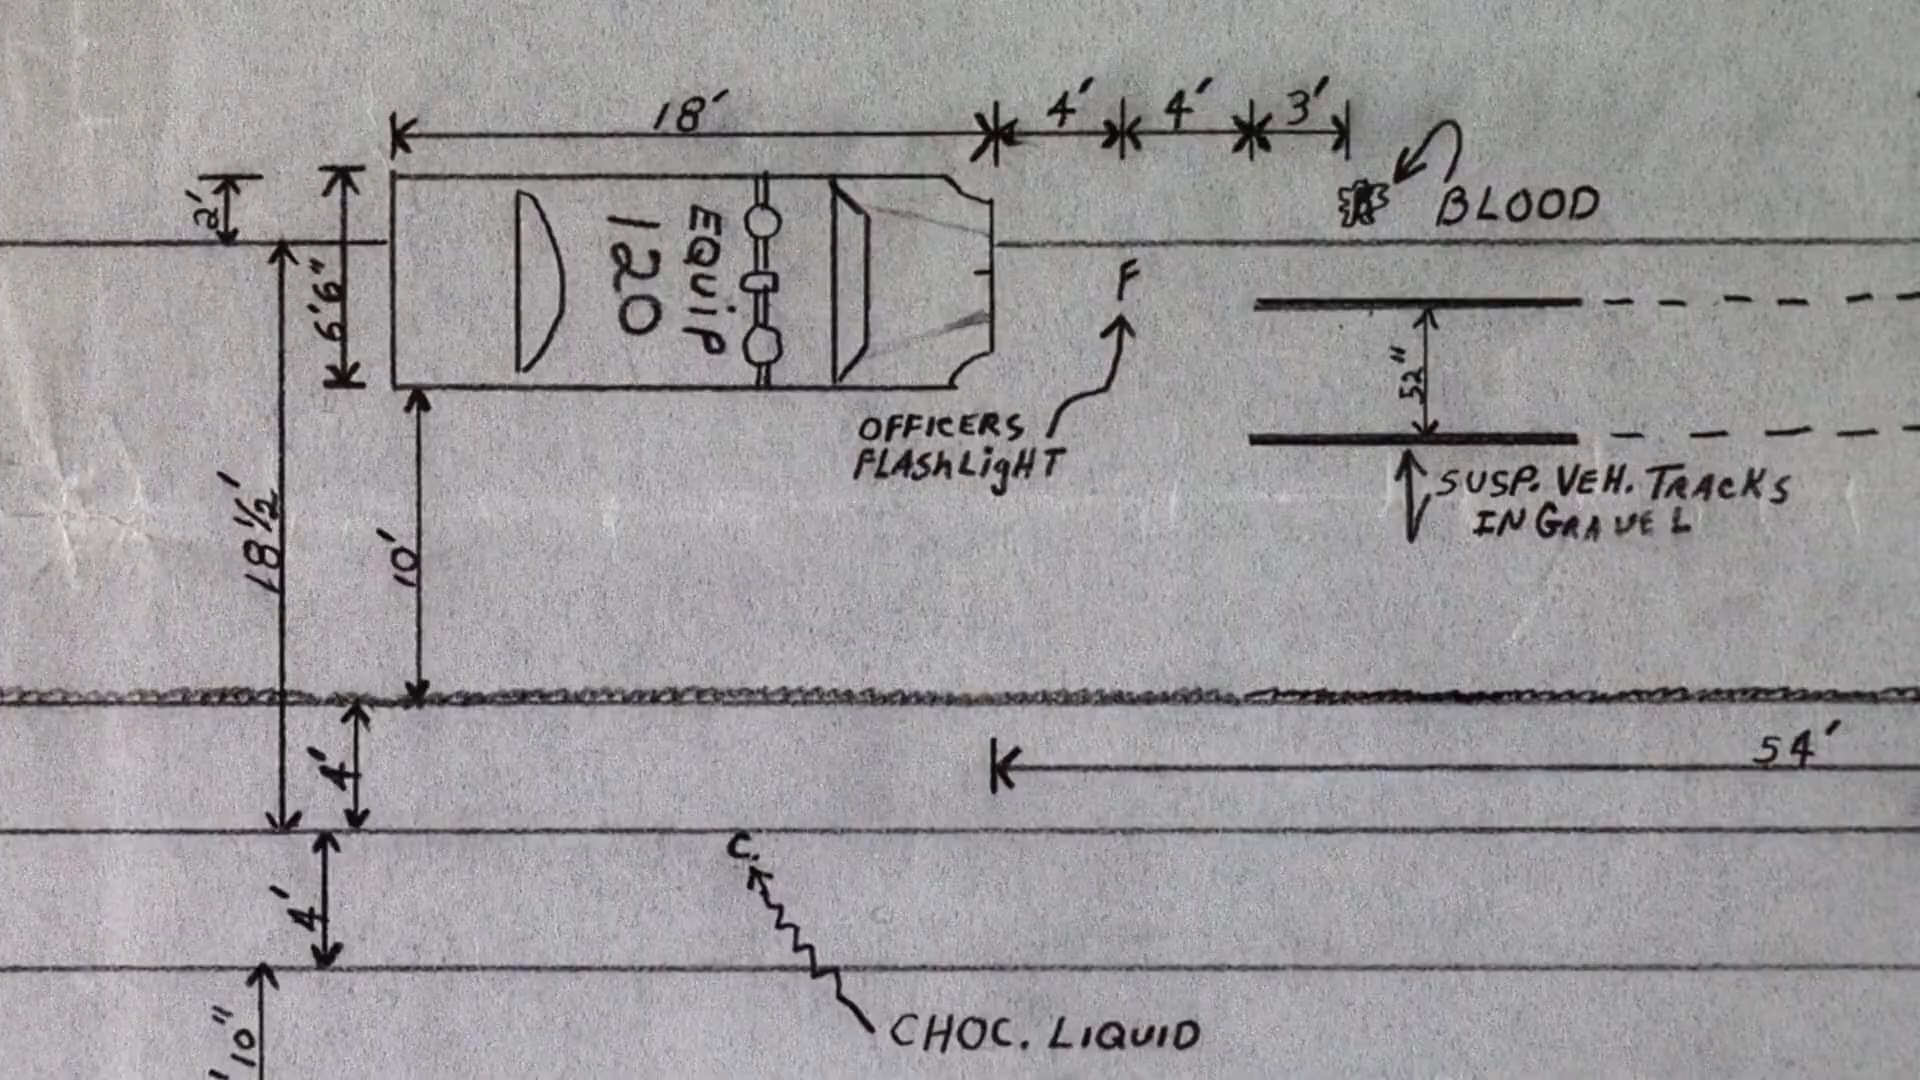 18'
4'
4'
3'
BLOOD
2'
6'6"
EQUIP
120
F
OFFICERS
FLASHLIGHT
52"
SUSP. VEH. TRACKS
IN GRAVEL
18½'
10'
54'
4'
C.
4'
CHOC. LIQUID
10"